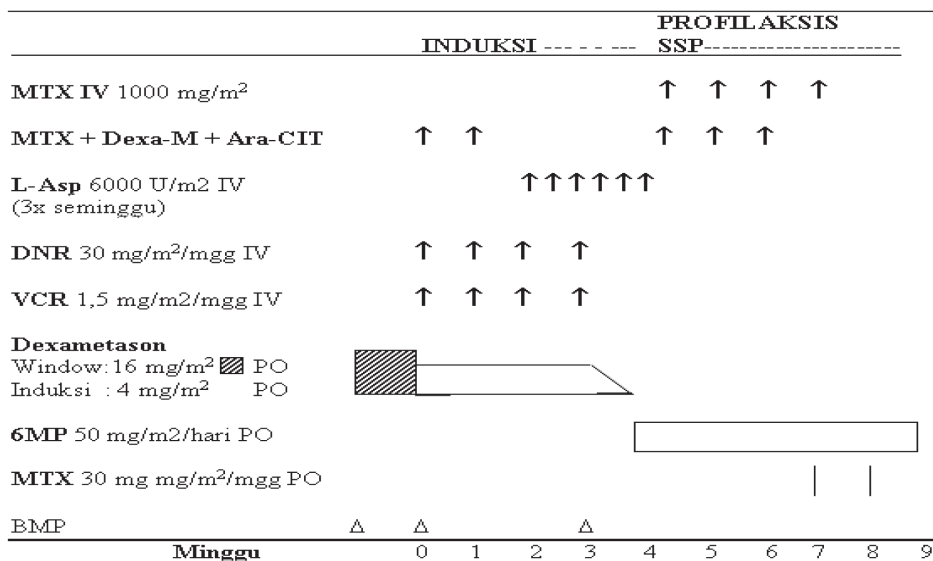 PROFILAKSIS
INDUKSI --- -- - - --- SSP----------------------
MTX IV 1000 mg/m²
MTX + Dexa-M + Ara-CIT
L-Asp 6000 U/m2 IV
(3x seminggu)
DNR 30 mg/m²/mgg IV
VCR 1,5 mg/m2/mgg IV
Dexametason
Window: 16 mg/m² PO
Induksi : 4 mg/m² PO
6MP 50 mg/m2/hari PO
MTX 30 mg mg/m²/mgg PO
BMP
Minggu 0 1 2 3 4 5 6 7 8 9